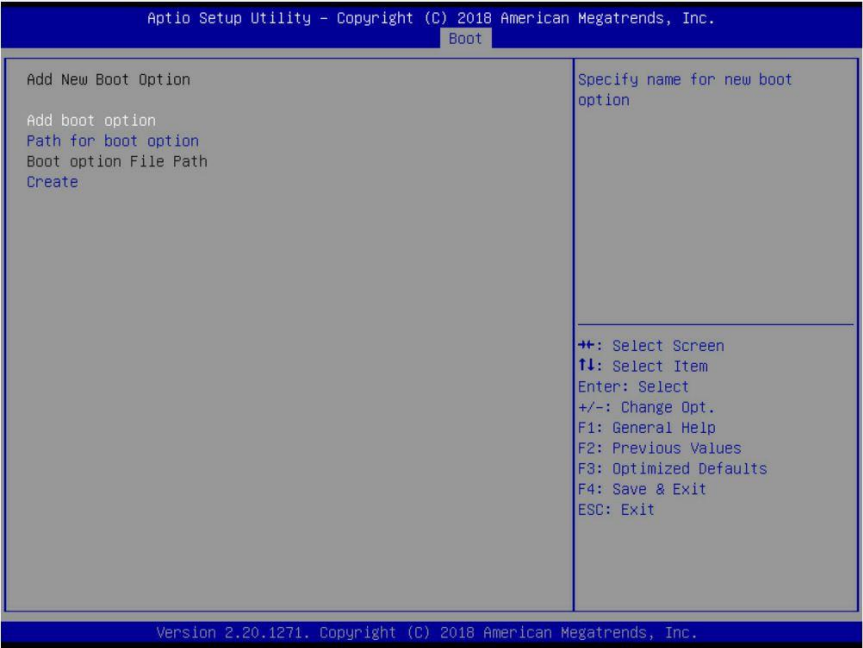 Aptio Setup Utility – Copyright (C) 2018 American Megatrends, Inc.
Boot
Add New Boot Option
Add boot option
Path for boot option
Boot option File Path
Create
Specify name for new boot
option
→←: Select Screen
↑↓: Select Item
Enter: Select
+/-: Change Opt.
F1: General Help
F2: Previous Values
F3: Optimized Defaults
F4: Save & Exit
ESC: Exit
Version 2.20.1271. Copyright (C) 2018 American Megatrends, Inc.